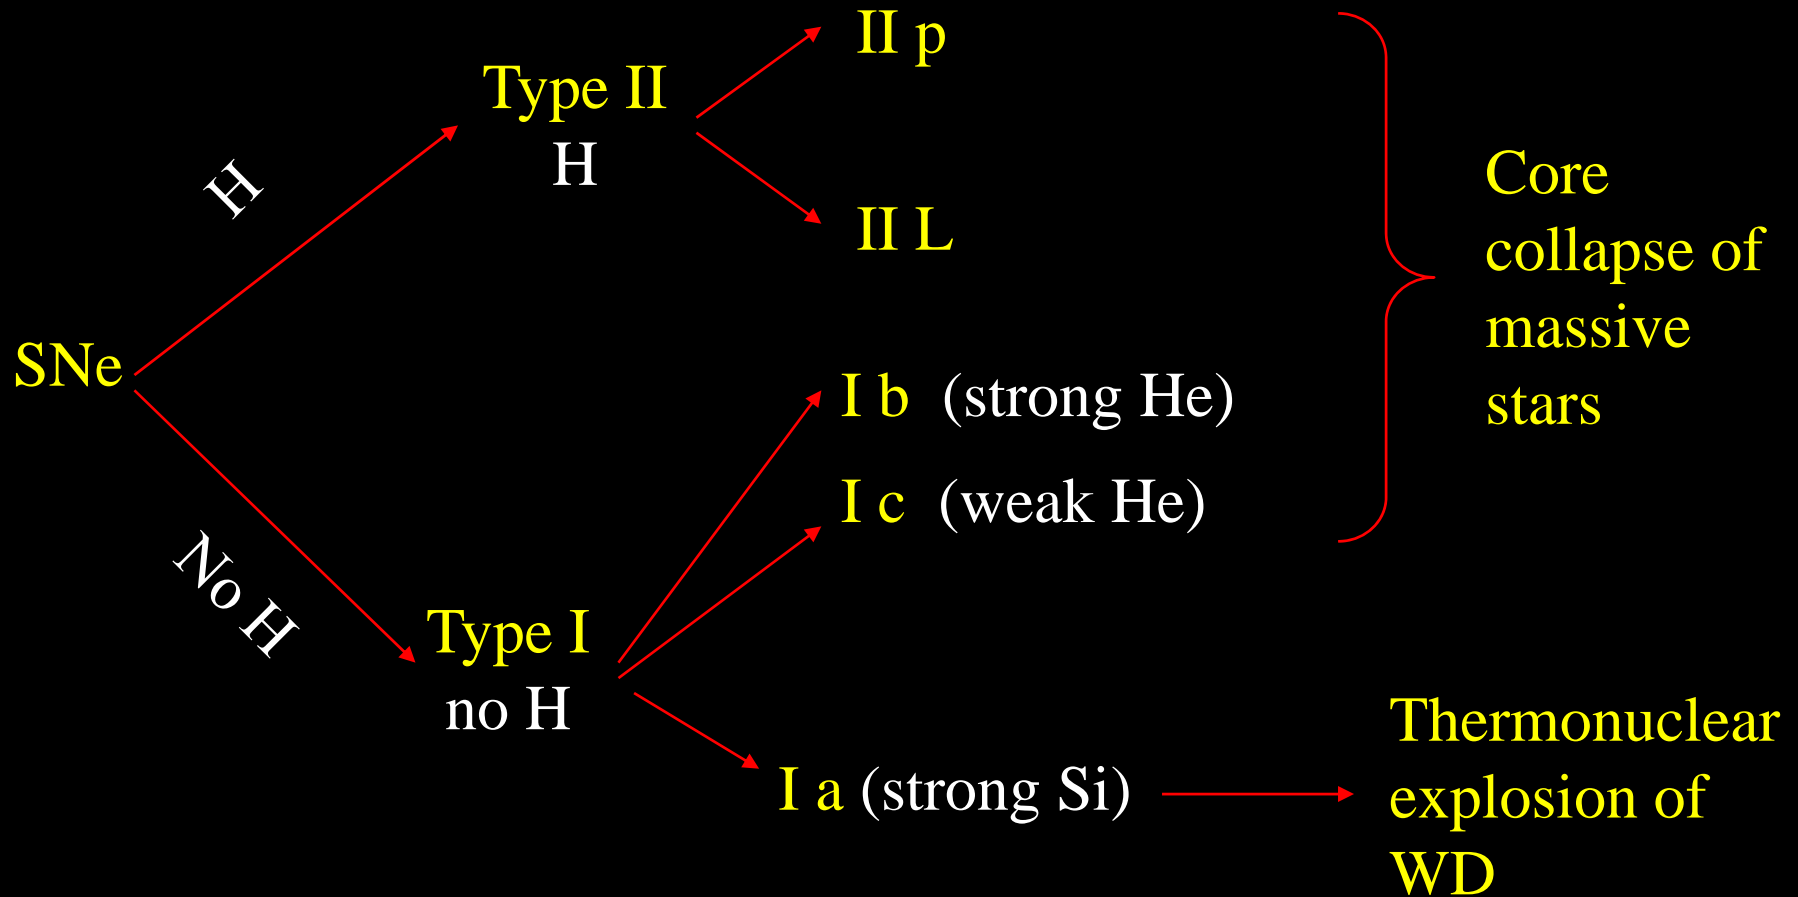 SNe
H
No H
Type II
H
Type I
no H
II p
II L
I b (strong He)
I c (weak He)
I a (strong Si)
Core
collapse of
massive
stars
Thermonuclear
explosion of
WD